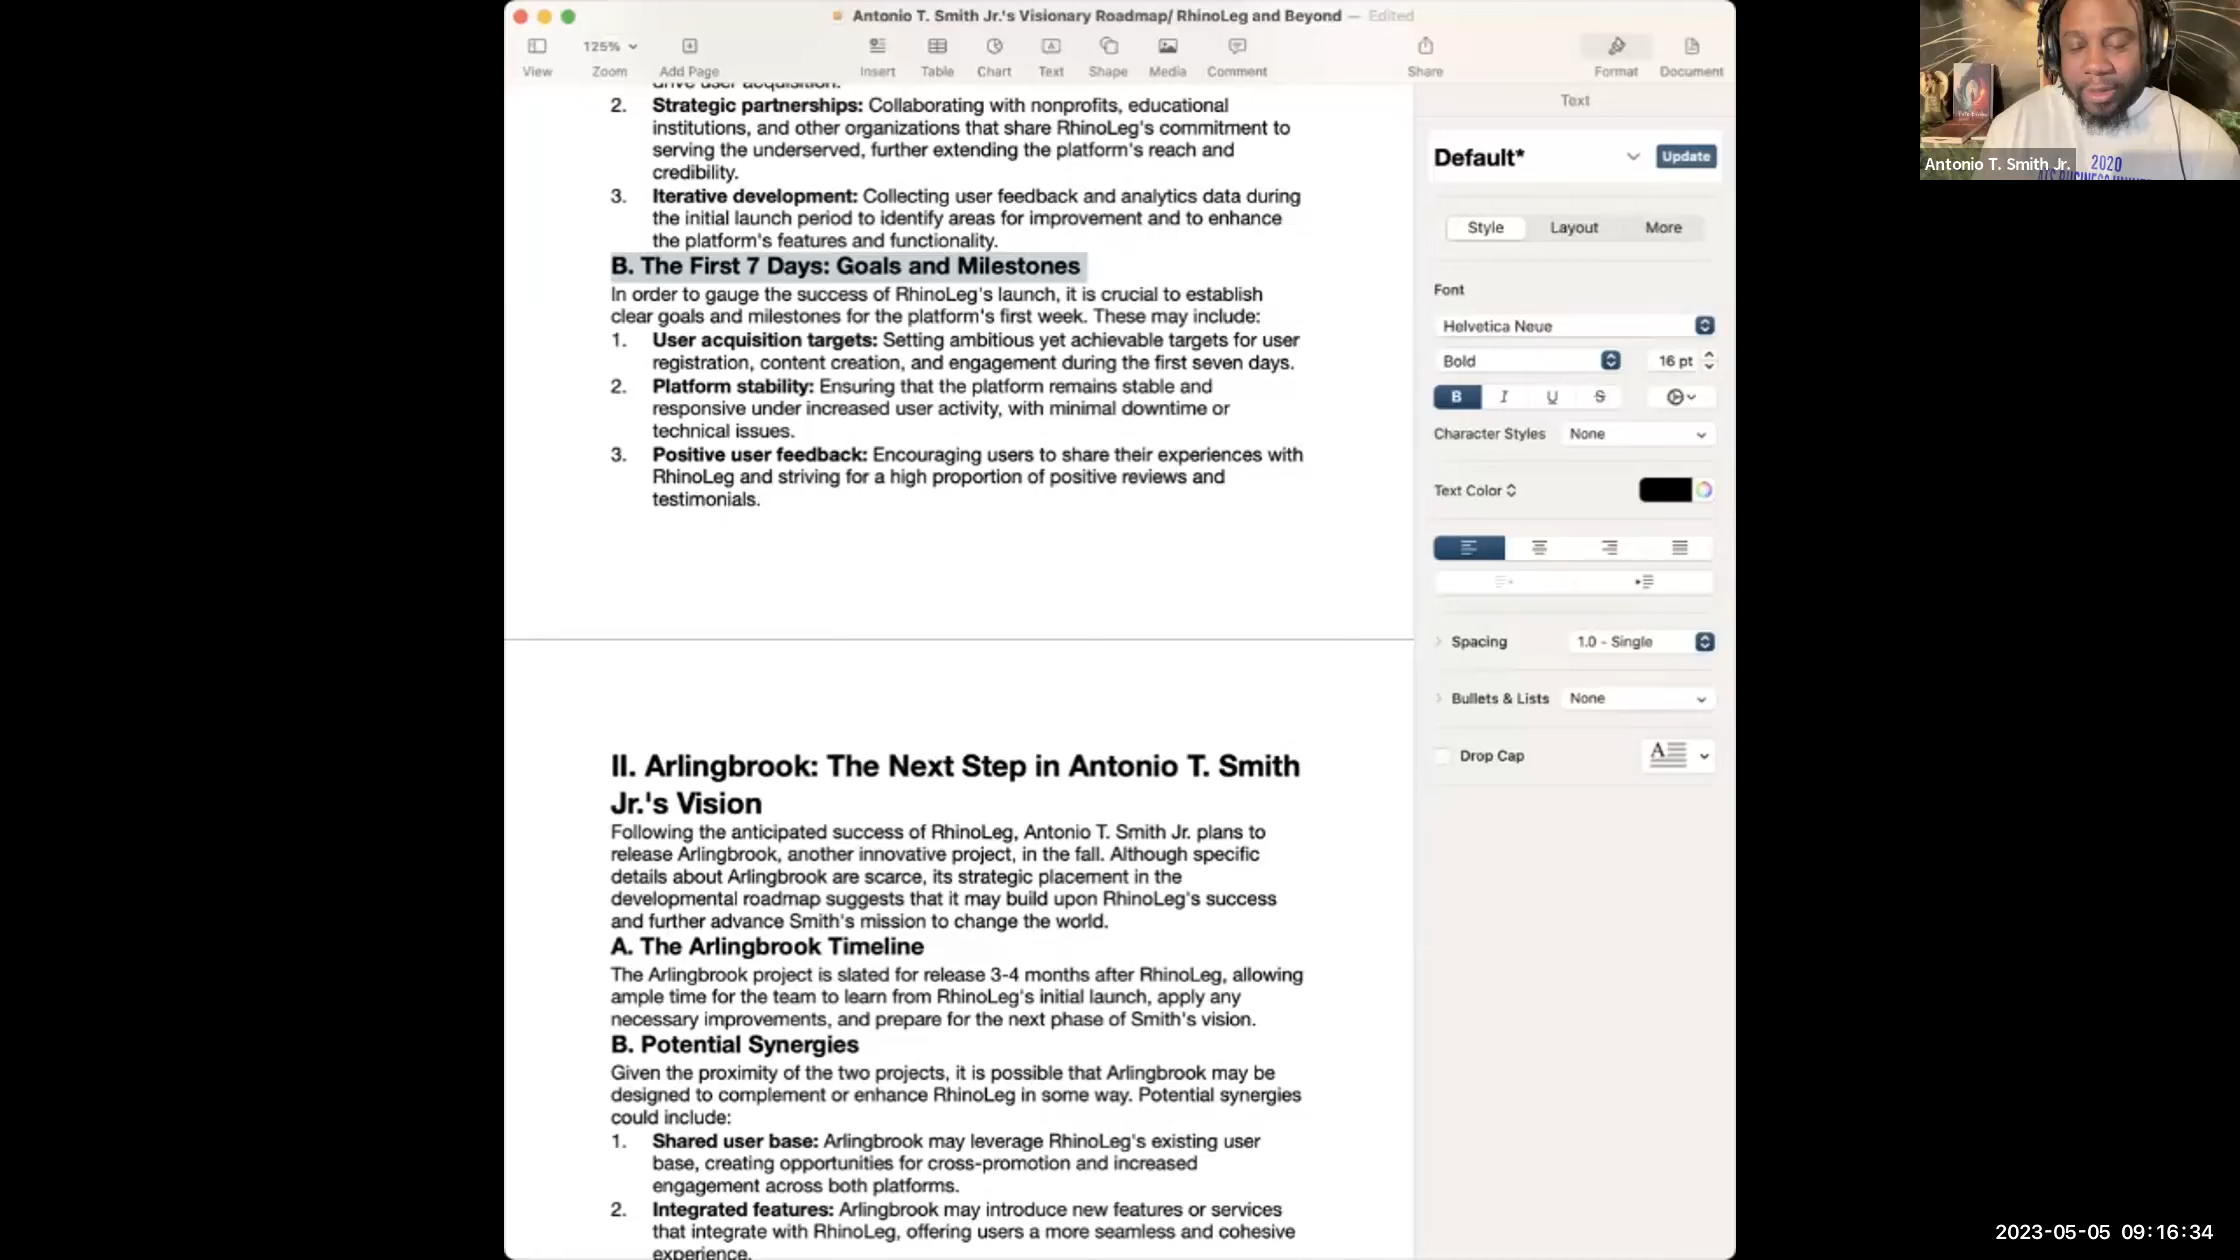 Antonio T. Smith Jr.'s Visionary Roadmap/ RhinoLeg and Beyond — Edited
125%
View Zoom Add Page Insert Table Chart Text Shape Media Comment Share Format Document
drive user acquisition.
2. Strategic partnerships: Collaborating with nonprofits, educational
institutions, and other organizations that share RhinoLeg's commitment to
serving the underserved, further extending the platform's reach and
credibility.
3. Iterative development: Collecting user feedback and analytics data during
the initial launch period to identify areas for improvement and to enhance
the platform's features and functionality.
B. The First 7 Days: Goals and Milestones
In order to gauge the success of RhinoLeg's launch, it is crucial to establish
clear goals and milestones for the platform's first week. These may include:
1. User acquisition targets: Setting ambitious yet achievable targets for user
registration, content creation, and engagement during the first seven days.
2. Platform stability: Ensuring that the platform remains stable and
responsive under increased user activity, with minimal downtime or
technical issues.
3. Positive user feedback: Encouraging users to share their experiences with
RhinoLeg and striving for a high proportion of positive reviews and
testimonials.
II. Arlingbrook: The Next Step in Antonio T. Smith
Jr.'s Vision
Following the anticipated success of RhinoLeg, Antonio T. Smith Jr. plans to
release Arlingbrook, another innovative project, in the fall. Although specific
details about Arlingbrook are scarce, its strategic placement in the
developmental roadmap suggests that it may build upon RhinoLeg's success
and further advance Smith's mission to change the world.
A. The Arlingbrook Timeline
The Arlingbrook project is slated for release 3-4 months after RhinoLeg, allowing
ample time for the team to learn from RhinoLeg's initial launch, apply any
necessary improvements, and prepare for the next phase of Smith's vision.
B. Potential Synergies
Given the proximity of the two projects, it is possible that Arlingbrook may be
designed to complement or enhance RhinoLeg in some way. Potential synergies
could include:
1. Shared user base: Arlingbrook may leverage RhinoLeg's existing user
base, creating opportunities for cross-promotion and increased
engagement across both platforms.
2. Integrated features: Arlingbrook may introduce new features or services
that integrate with RhinoLeg, offering users a more seamless and cohesive
experience.
Text
Default*
Update
Style Layout More
Font
Helvetica Neue
Bold 16 pt
B I U S
Character Styles None
Text Color
Spacing 1.0 - Single
Bullets & Lists None
Drop Cap A
Antonio T. Smith Jr.
2020
2023-05-05 09:16:34